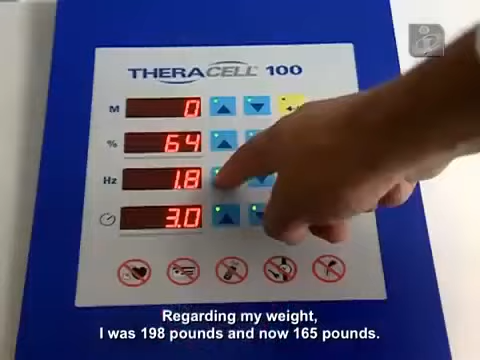 THERACELL 100
M 0
% 64
Hz 1.8
3.0
Regarding my weight,
I was 198 pounds and now 165 pounds.